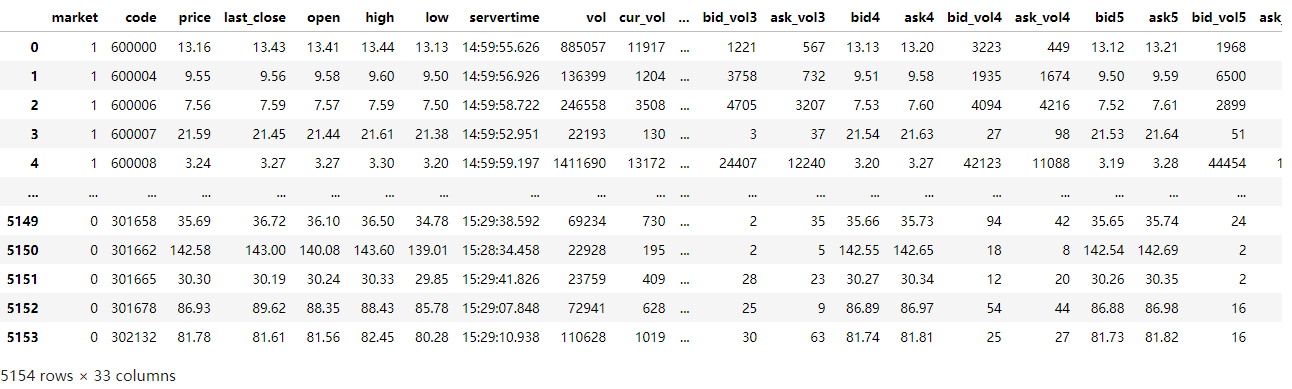 market code price last_close open high low servertime vol cur_vol ... bid_vol3 ask_vol3 bid4 ask4 bid_vol4 ask_vol4 bid5 ask5 bid_vol5 ask_
0 1 600000 13.16 13.43 13.41 13.44 13.13 14:59:55.626 885057 11917 ... 1221 567 13.13 13.20 3223 449 13.12 13.21 1968
1 1 600004 9.55 9.56 9.58 9.60 9.50 14:59:56.926 136399 1204 ... 3758 732 9.51 9.58 1935 1674 9.50 9.59 6500
2 1 600006 7.56 7.59 7.57 7.59 7.50 14:59:58.722 246558 3508 ... 4705 3207 7.53 7.60 4094 4216 7.52 7.61 2899
3 1 600007 21.59 21.45 21.44 21.61 21.38 14:59:52.951 22193 130 ... 3 37 21.54 21.63 27 98 21.53 21.64 51
4 1 600008 3.24 3.27 3.27 3.30 3.20 14:59:59.197 1411690 13172 ... 24407 12240 3.20 3.27 42123 11088 3.19 3.28 44454 1
... ... ... ... ... ... ... ... ... ... ... ... ... ... ... ... ... ... ... ... ...
5149 0 301658 35.69 36.72 36.10 36.50 34.78 15:29:38.592 69234 730 ... 2 35 35.66 35.73 94 42 35.65 35.74 24
5150 0 301662 142.58 143.00 140.08 143.60 139.01 15:28:34.458 22928 195 ... 2 5 142.55 142.65 18 8 142.54 142.69 2
5151 0 301665 30.30 30.19 30.24 30.33 29.85 15:29:41.826 23759 409 ... 28 23 30.27 30.34 12 20 30.26 30.35 2
5152 0 301678 86.93 89.62 88.35 88.43 85.78 15:29:07.848 72941 628 ... 25 9 86.89 86.97 54 44 86.88 86.98 16
5153 0 302132 81.78 81.61 81.56 82.45 80.28 15:29:10.938 110628 1019 ... 30 63 81.74 81.81 25 27 81.73 81.82 16
5154 rows × 33 columns